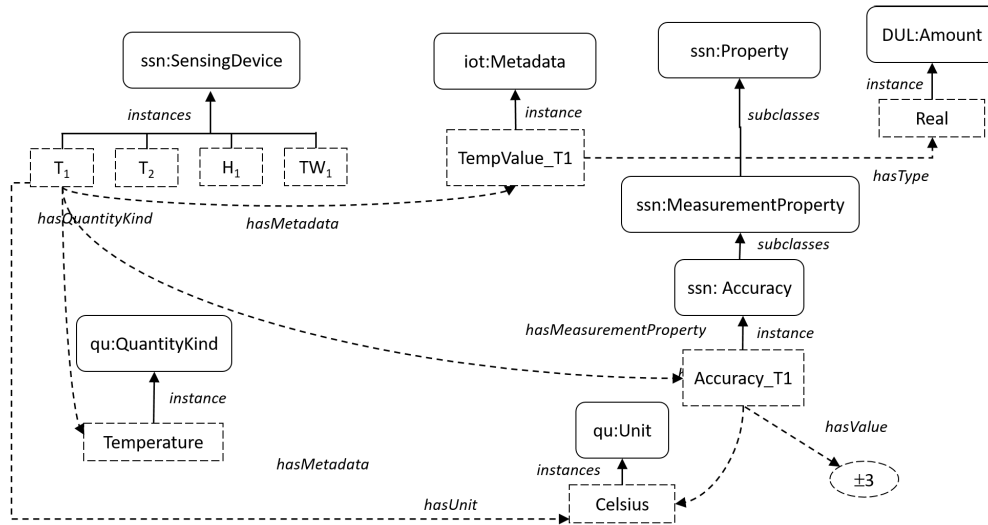 DUL:Amount
ssn:SensingDevice
iot:Metadata
ssn:Property
instances
instance
subclasses
instance
Real
T1
T2
H1
TW1
TempValue_T1
hasType
hasQuantityKind
hasMetadata
ssn:MeasurementProperty
subclasses
ssn: Accuracy
hasMeasurementProperty
instance
qu:QuantityKind
Accuracy_T1
instance
qu:Unit
hasValue
Temperature
hasMetadata
instances
±3
hasUnit
Celsius